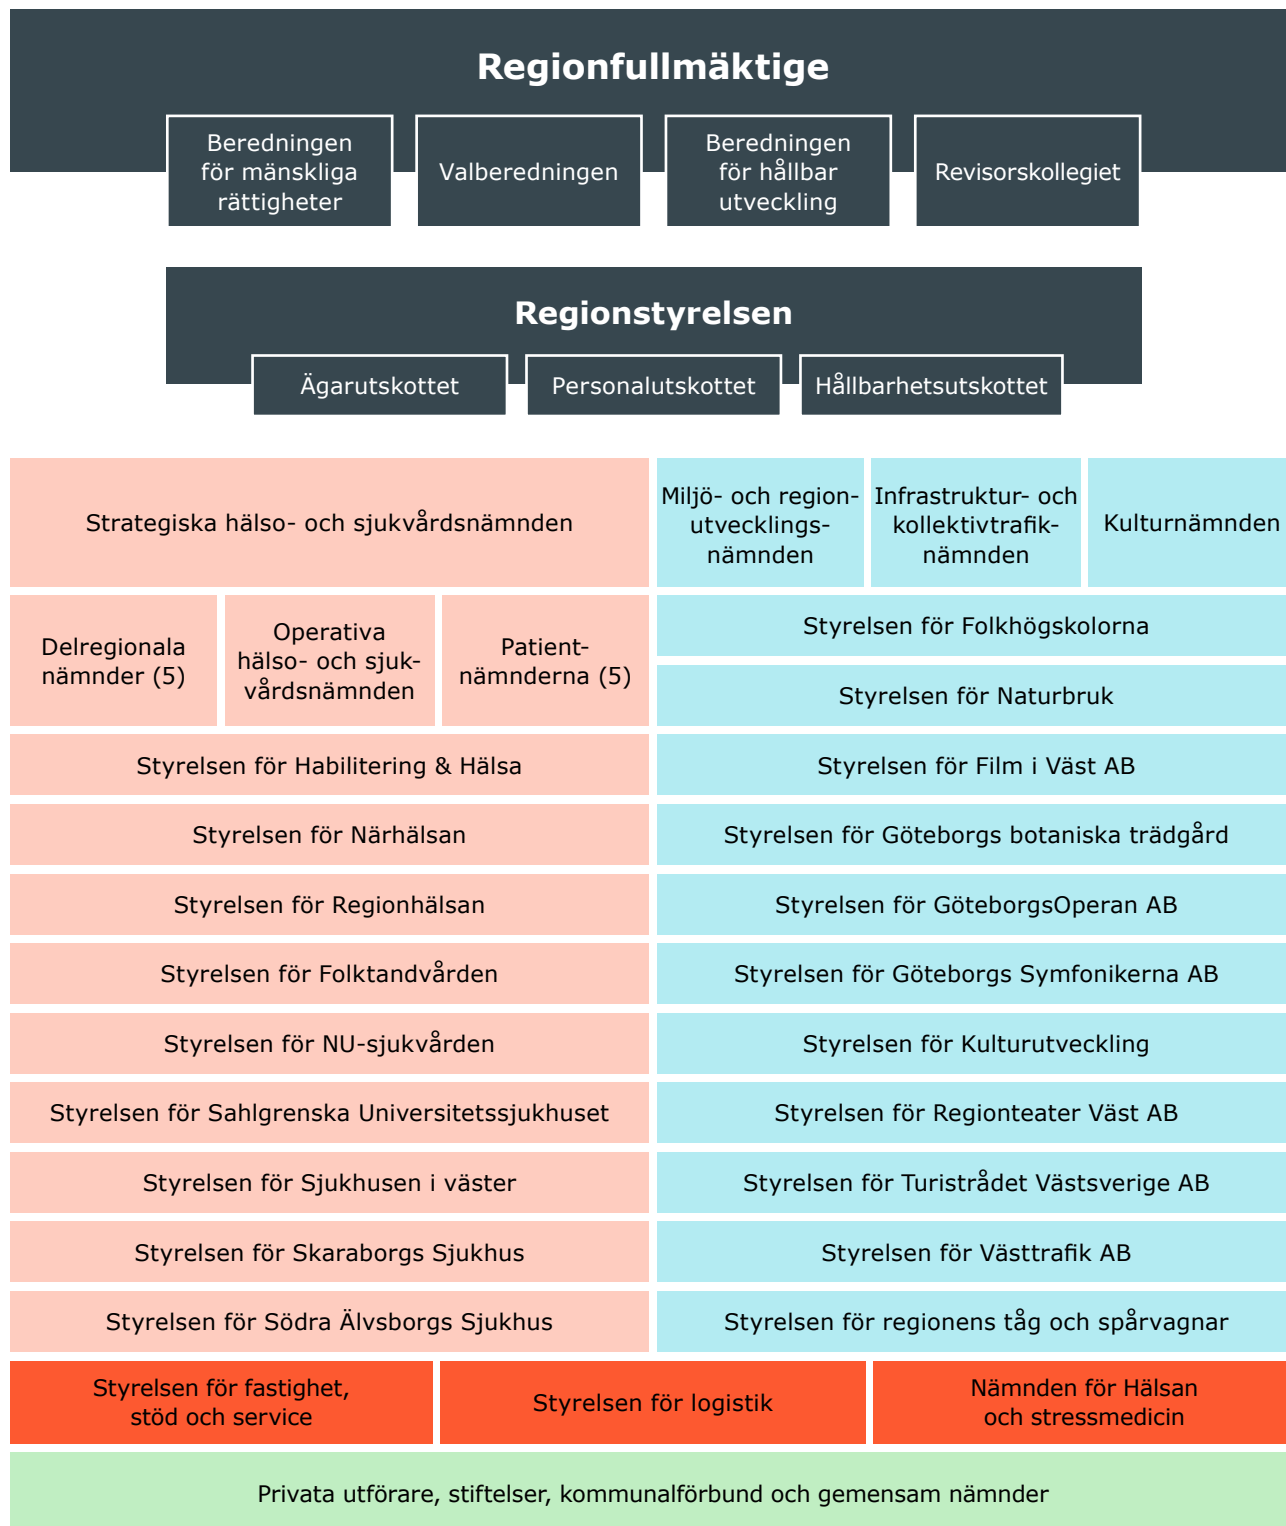 Regionfullmäktige
Beredningen
för mänskliga
rättigheter
Valberedningen
Beredningen
för hållbar
utveckling
Revisorskollegiet
Regionstyrelsen
Ägarutskottet
Personalutskottet
Hållbarhetsutskottet
Strategiska hälso- och sjukvårdsnämnden
Miljö- och region-
utvecklings-
nämnden
Infrastruktur- och
kollektivtrafik-
nämnden
Kulturnämnden
Delregionala
nämnder (5)
Operativa
hälso- och sjuk-
vårdsnämnden
Patient-
nämnderna (5)
Styrelsen för Folkhögskolorna
Styrelsen för Naturbruk
Styrelsen för Habilitering & Hälsa
Styrelsen för Film i Väst AB
Styrelsen för Närhälsan
Styrelsen för Göteborgs botaniska trädgård
Styrelsen för Regionhälsan
Styrelsen för GöteborgsOperan AB
Styrelsen för Folktandvården
Styrelsen för Göteborgs Symfonikerna AB
Styrelsen för NU-sjukvården
Styrelsen för Kulturutveckling
Styrelsen för Sahlgrenska Universitetssjukhuset
Styrelsen för Regionteater Väst AB
Styrelsen för Sjukhusen i väster
Styrelsen för Turistrådet Västsverige AB
Styrelsen för Skaraborgs Sjukhus
Styrelsen för Västtrafik AB
Styrelsen för Södra Älvsborgs Sjukhus
Styrelsen för regionens tåg och spårvagnar
Styrelsen för fastighet,
stöd och service
Styrelsen för logistik
Nämnden för Hälsan
och stressmedicin
Privata utförare, stiftelser, kommunalförbund och gemensam nämnder